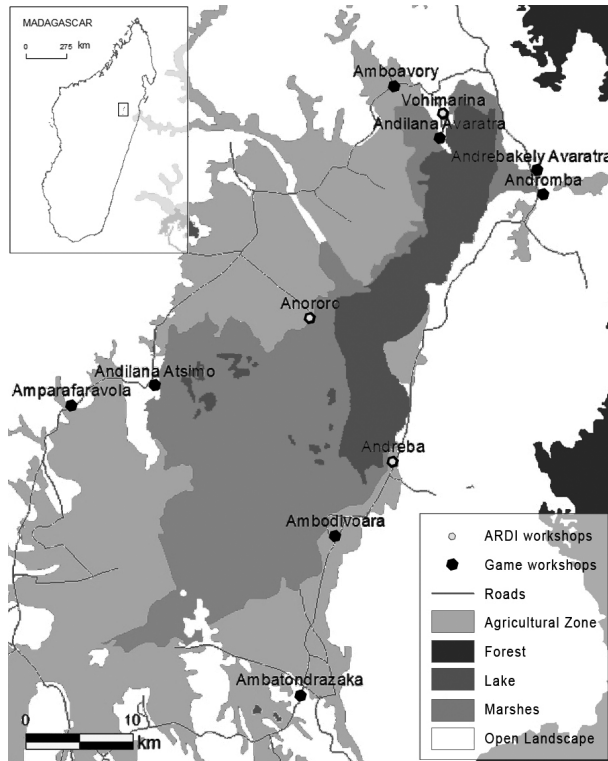 MADAGASCAR
0 275 km
Amboavory
Vohimarina
Andilana Avaratra
Andrebakely Avaratra
Andromba
Anororo
Andilana Atsimo
Amparafaravola
Andreba
Ambodivoara
Ambatondrazaka
0 10
km
ARDI workshops
Game workshops
Roads
Agricultural Zone
Forest
Lake
Marshes
Open Landscape